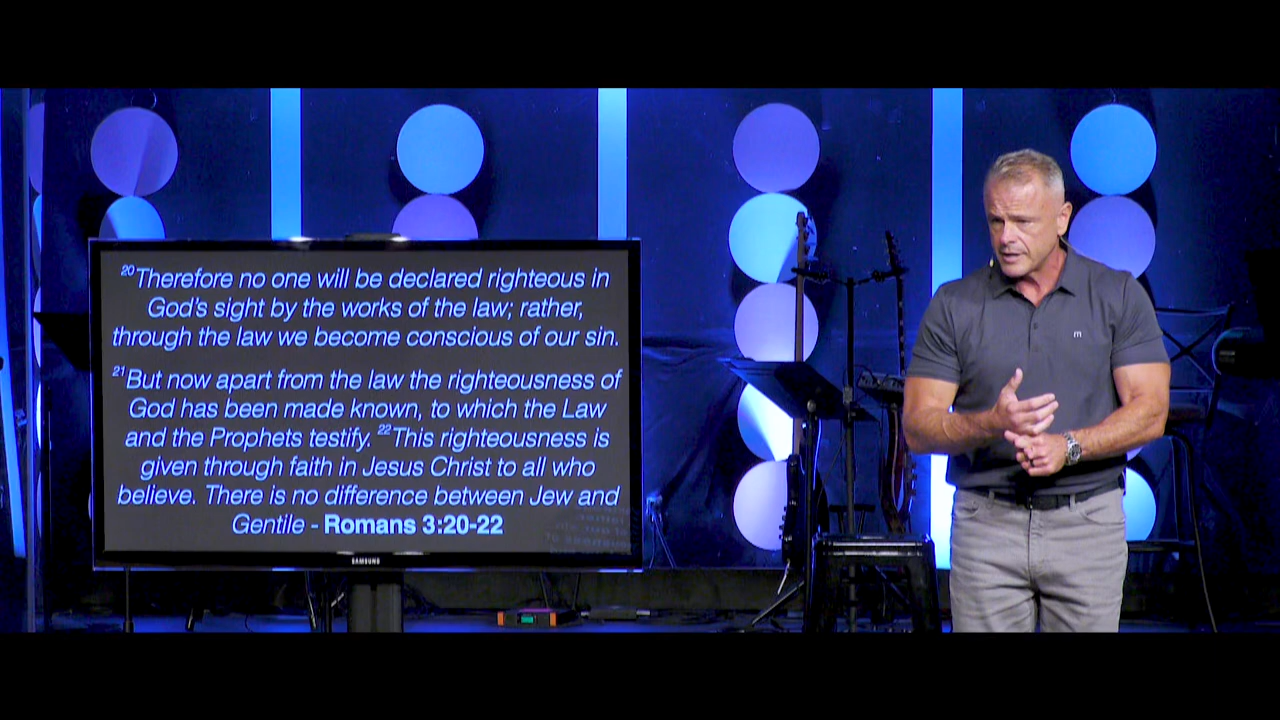 ²⁰Therefore no one will be declared righteous in
God's sight by the works of the law; rather,
through the law we become conscious of our sin.
²¹But now apart from the law the righteousness of
God has been made known, to which the Law
and the Prophets testify. ²²This righteousness is
given through faith in Jesus Christ to all who
believe. There is no difference between Jew and
Gentile - Romans 3:20-22
SAMSUNG
m